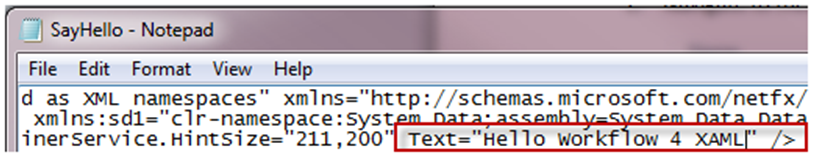 SayHello - Notepad
File Edit Format View Help
d as XML namespaces" xmlns="http://schemas.microsoft.com/netfx/
xmlns:sd1="clr-namespace:System.Data;assembly=System.Data.Data
inerService.HintSize="211,200" Text="Hello Workflow 4 XAML" />